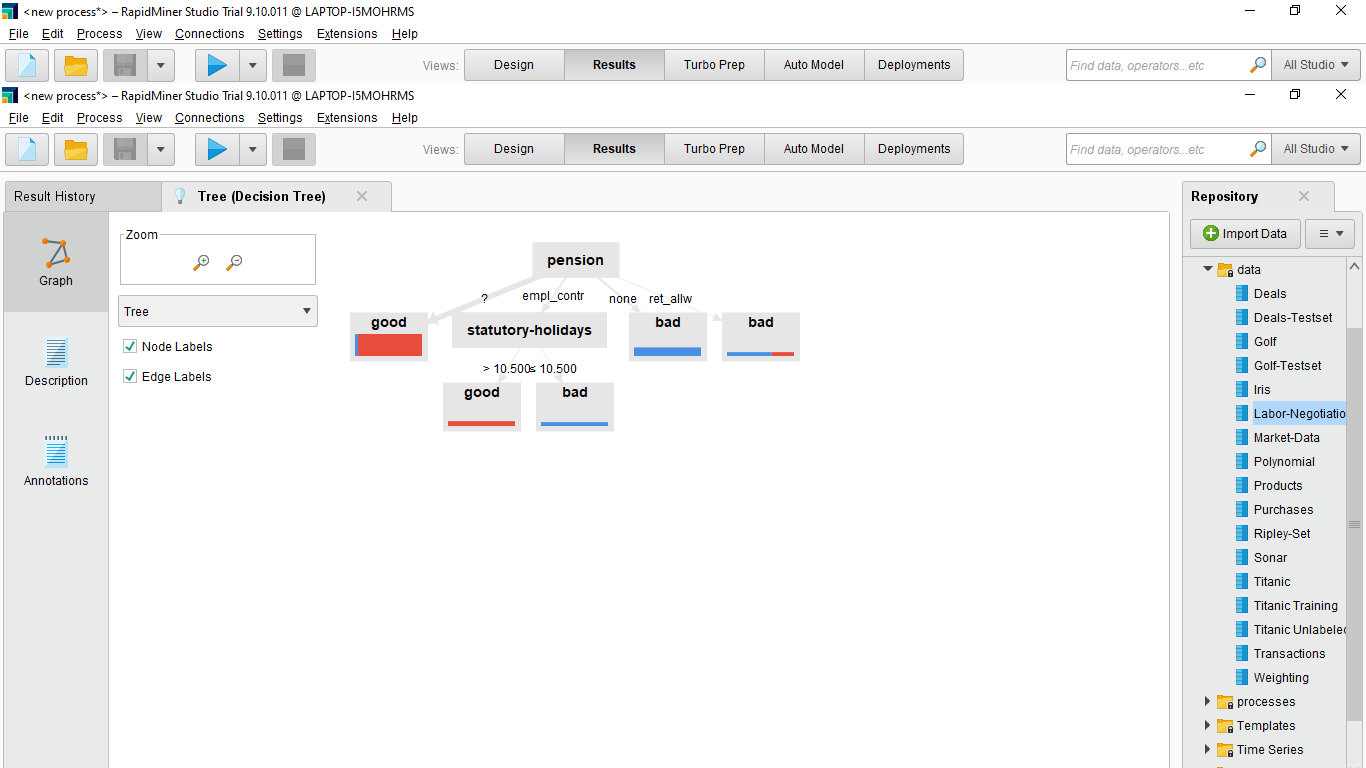 <new process*> – RapidMiner Studio Trial 9.10.011 @ LAPTOP-I5MOHRMS
File Edit Process View Connections Settings Extensions Help
Views: Design Results Turbo Prep Auto Model Deployments Find data, operators...etc All Studio
<new process*> – RapidMiner Studio Trial 9.10.011 @ LAPTOP-I5MOHRMS
File Edit Process View Connections Settings Extensions Help
Views: Design Results Turbo Prep Auto Model Deployments Find data, operators...etc All Studio
Result History
Tree (Decision Tree)
Graph
Description
Annotations
Zoom
Tree
Node Labels
Edge Labels
pension
? empl_contr none ret_allw
good statutory-holidays bad bad
> 10.500 ≤ 10.500
good bad
Repository
Import Data
data
Deals
Deals-Testset
Golf
Golf-Testset
Iris
Labor-Negotiatio
Market-Data
Polynomial
Products
Purchases
Ripley-Set
Sonar
Titanic
Titanic Training
Titanic Unlabeled
Transactions
Weighting
processes
Templates
Time Series